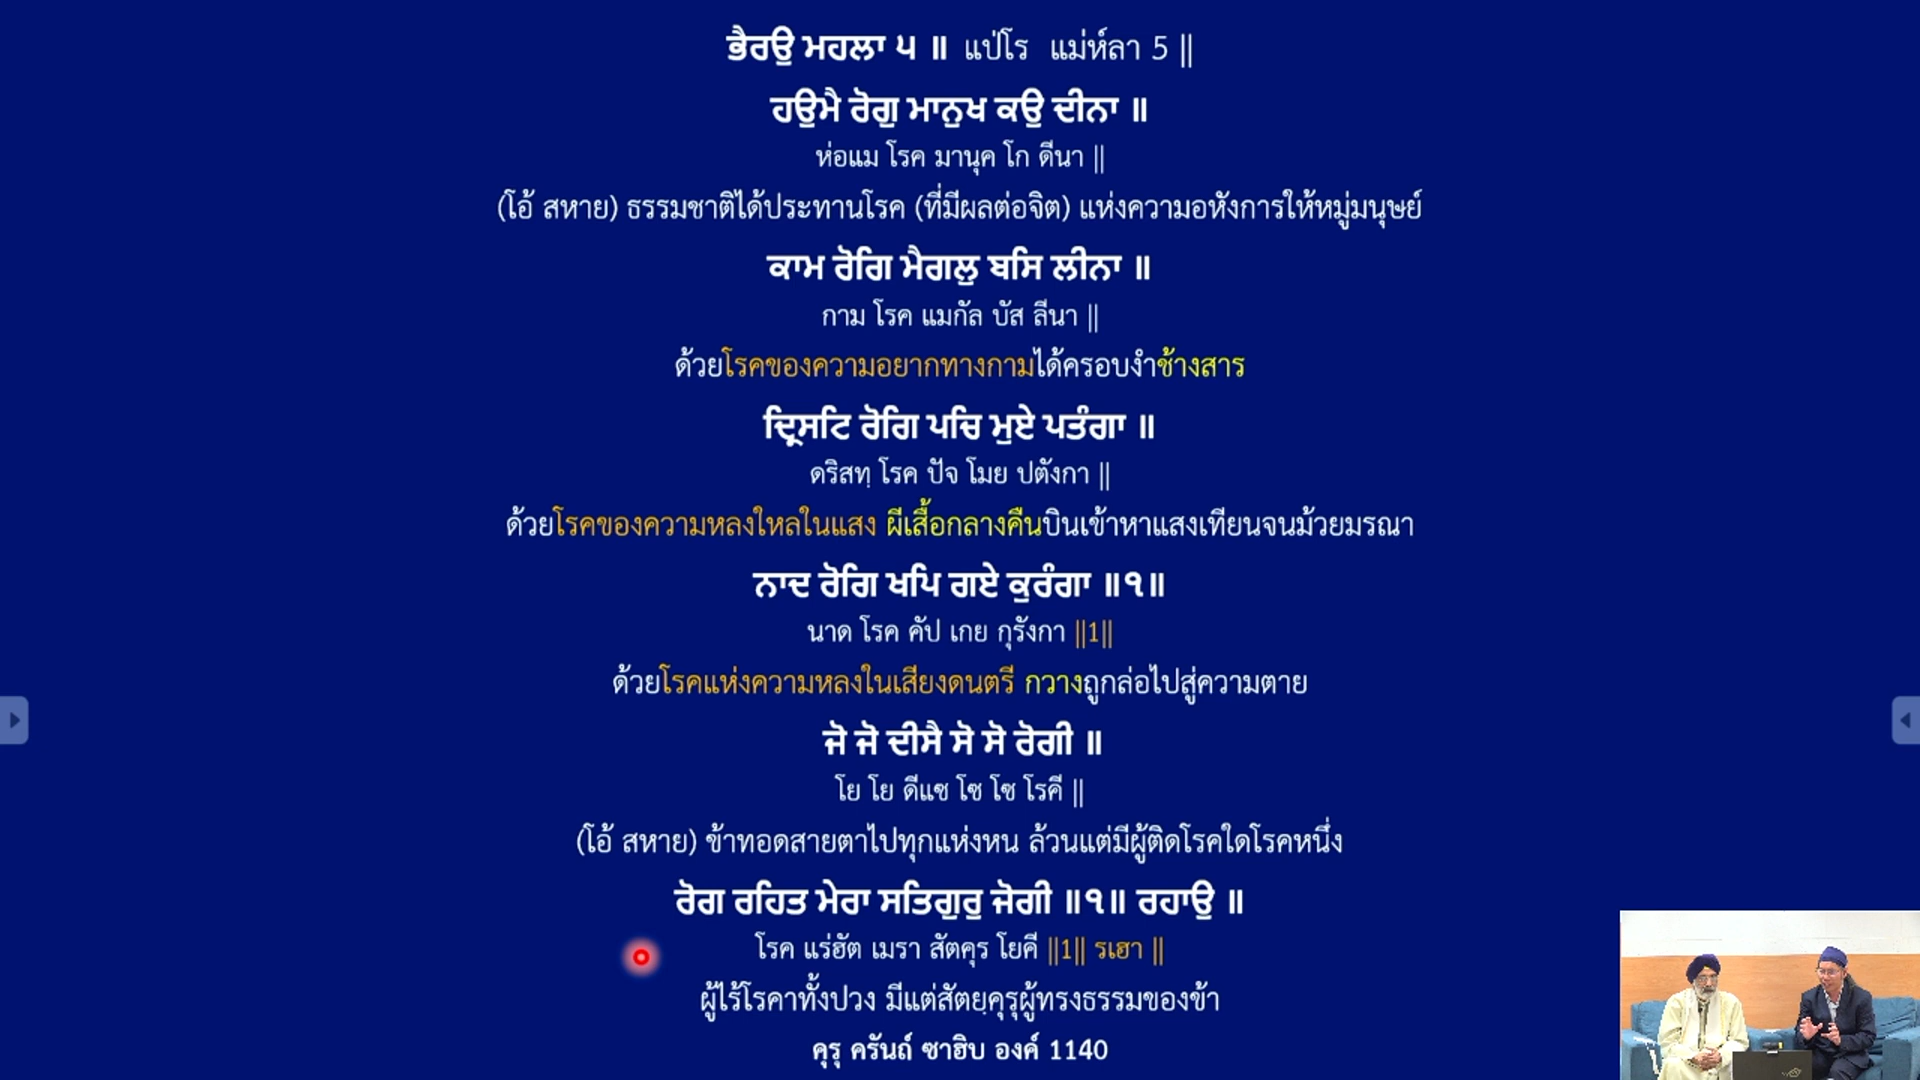 ਭੈਰਉ ਮਹਲਾ ੫ ॥ แปโร แม่ห์ลา 5 ||
ਹਉਮੈ ਰੋਗੁ ਮਾਨੁਖ ਕਉ ਦੀਨਾ ॥
ห่อแม โรค มานุค โก ดีนา ||
(โอ้ สหาย) ธรรมชาติได้ประทานโรค (ที่มีผลต่อจิต) แห่งความอหังการให้หมู่มนุษย์
ਕਾਮ ਰੋਗਿ ਮੈਗਲੁ ਬਸਿ ਲੀਨਾ ॥
กาม โรค แมกัล บัส ลีนา ||
ด้วยโรคของความอยากทางกามได้ครอบงำช้างสาร
ਦ੍ਰਿਸਟਿ ਰੋਗਿ ਪਚਿ ਮੁਏ ਪਤੰਗਾ ॥
ดริสทฺ โรค ปัจ โมย ปตังกา ||
ด้วยโรคของความหลงใหลในแสง ผีเสื้อกลางคืนบินเข้าหาแสงเทียนจนม้วยมรณา
ਨਾਦ ਰੋਗਿ ਖਪਿ ਗਏ ਕੁਰੰਗਾ ॥੧॥
นาด โรค คัป เกย กุรังกา ||1||
ด้วยโรคแห่งความหลงในเสียงดนตรี กวางถูกล่อไปสู่ความตาย
ਜੋ ਜੋ ਦੀਸੈ ਸੋ ਸੋ ਰੋਗੀ ॥
โย โย ดีแซ โซ โซ โรคี ||
(โอ้ สหาย) ข้าทอดสายตาไปทุกแห่งหน ล้วนแต่มีผู้ติดโรคใดโรคหนึ่ง
ਰੋਗ ਰਹਿਤ ਮੇਰਾ ਸਤਿਗੁਰੁ ਜੋਗੀ ॥੧॥ ਰਹਾਉ ॥
โรค แร่ฮัต เมรา สัตคุร โยคี ||1|| รเฮา ||
ผู้ไร้โรคาทั้งปวง มีแต่สัตยฺคุรุผู้ทรงธรรมของข้า
คุรุ ครันถ์ ซาฮิบ องค์ 1140